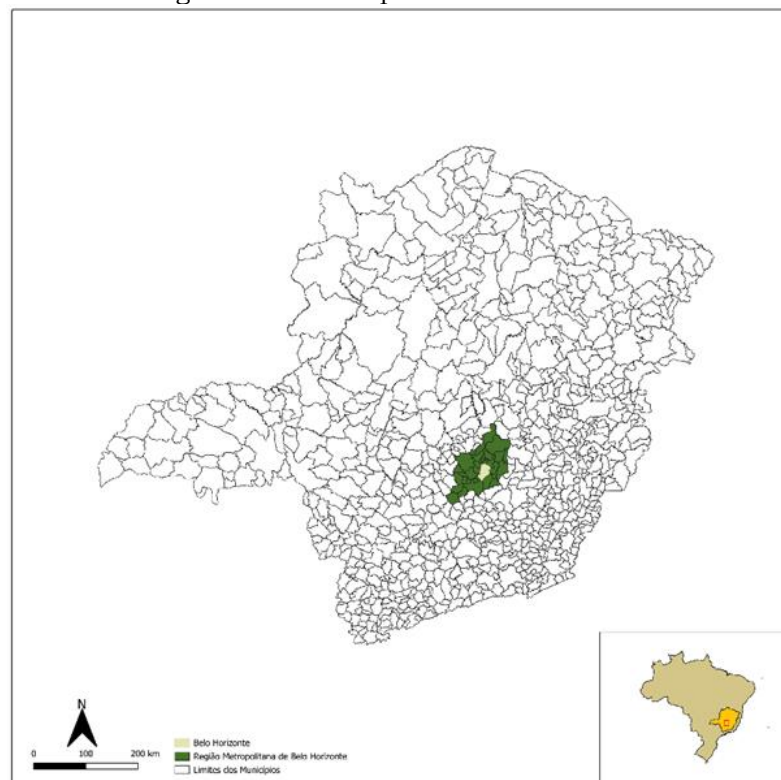 N
0 100 200 km
Belo Horizonte
Região Metropolitana de Belo Horizonte
Limites dos Municípios